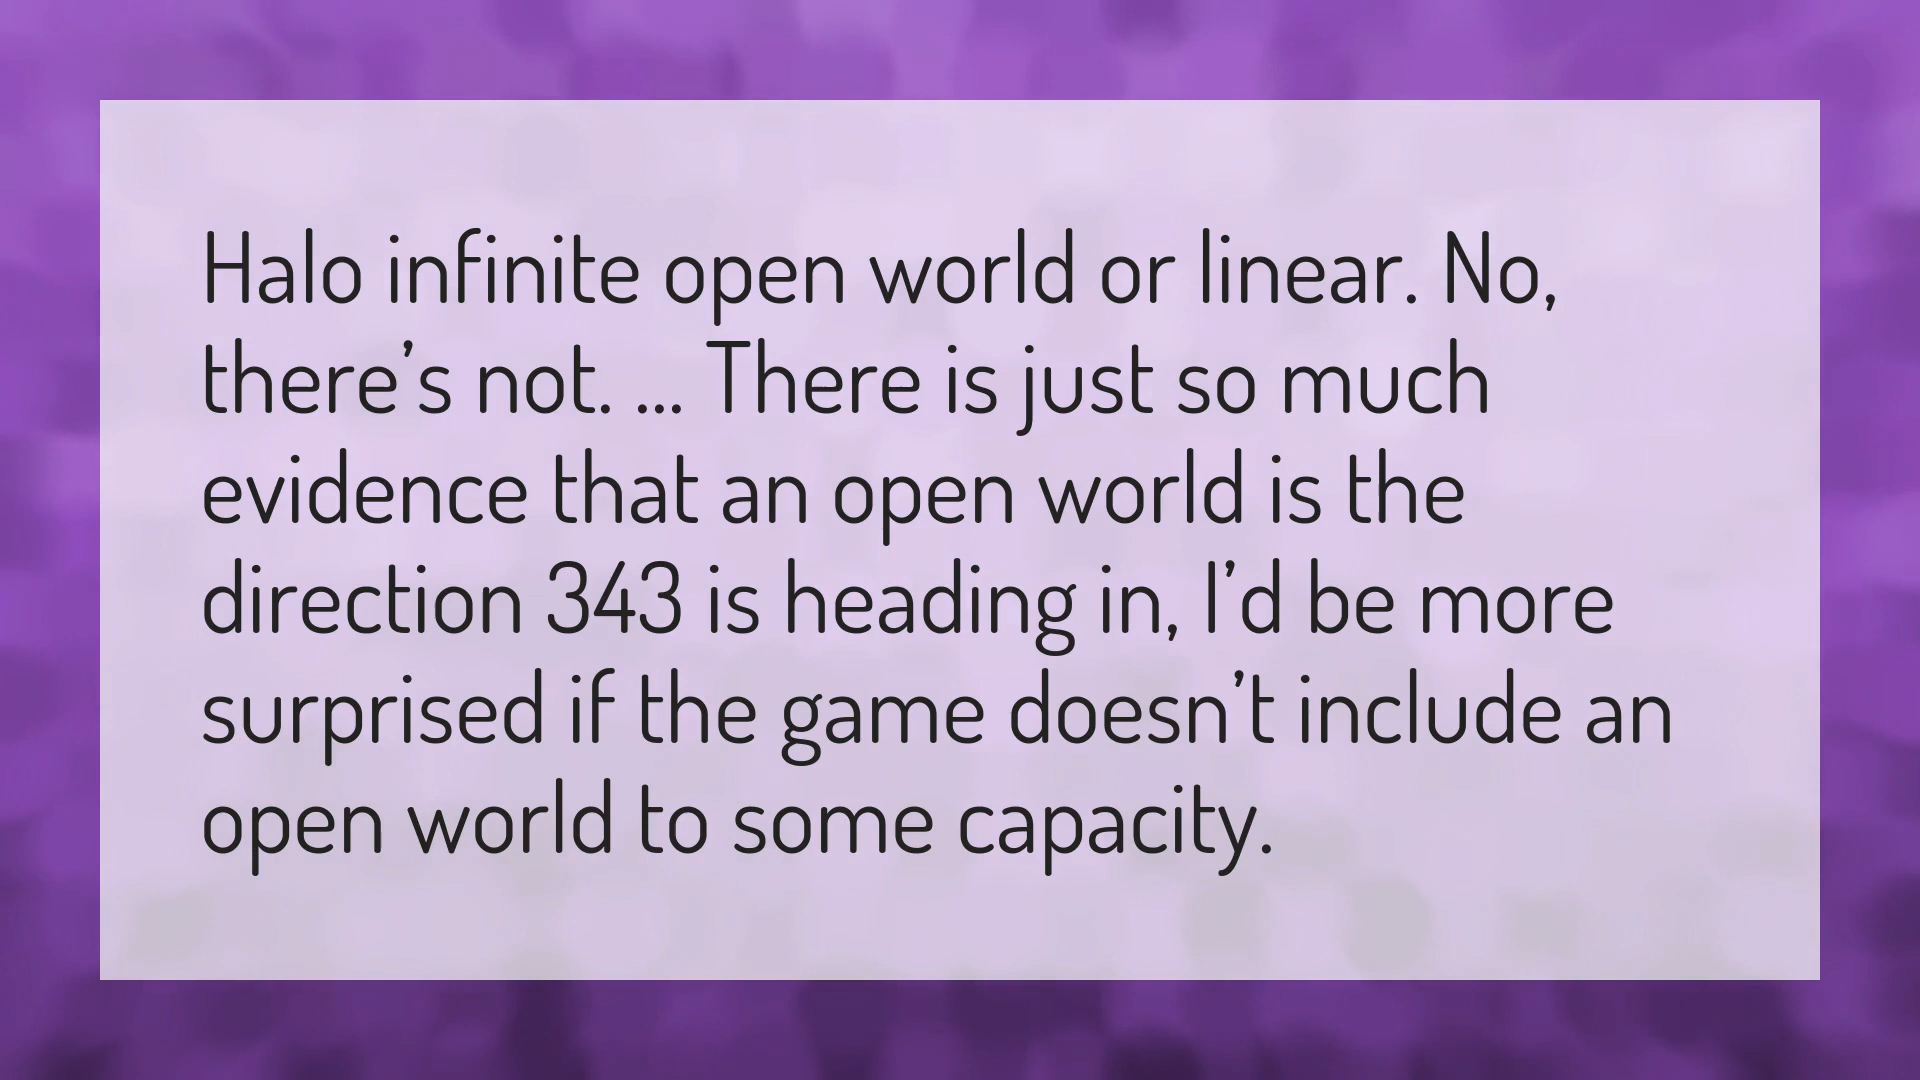 Halo infinite open world or linear. No,
there’s not. ... There is just so much
evidence that an open world is the
direction 343 is heading in, I’d be more
surprised if the game doesn’t include an
open world to some capacity.